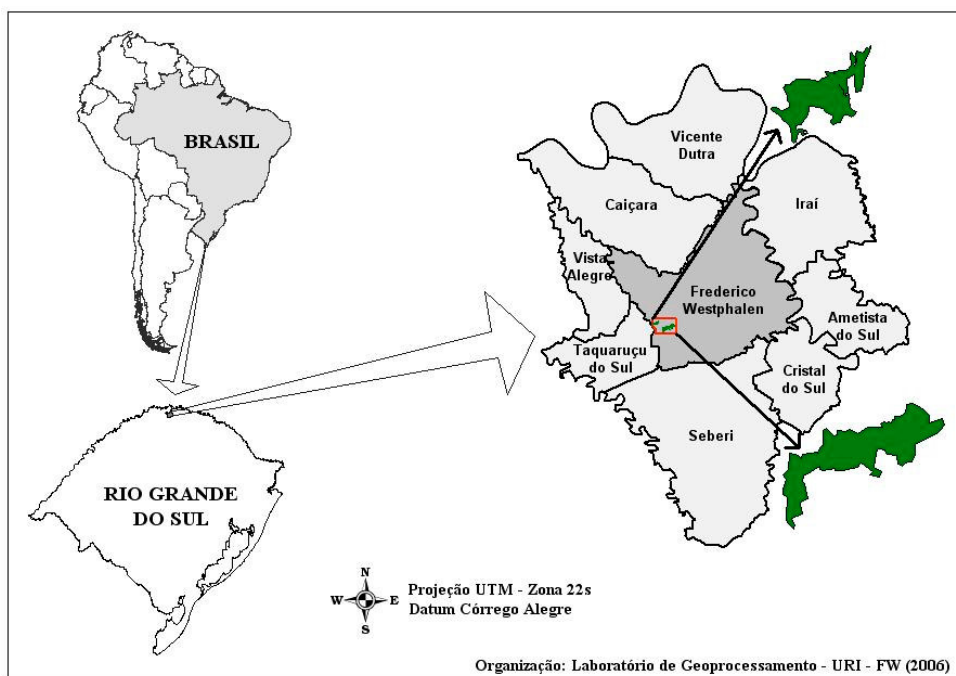 BRASIL
Vicente
Dutra
Caiçara
Iraí
Vista
Alegre
Frederico
Westphalen
Ametista
do Sul
Taquaruçu
do Sul
Cristal
do Sul
Seberi
RIO GRANDE
DO SUL
N
W
E
S
Projeção UTM - Zona 22s
Datum Córrego Alegre
Organização: Laboratório de Geoprocessamento - URI - FW (2006)